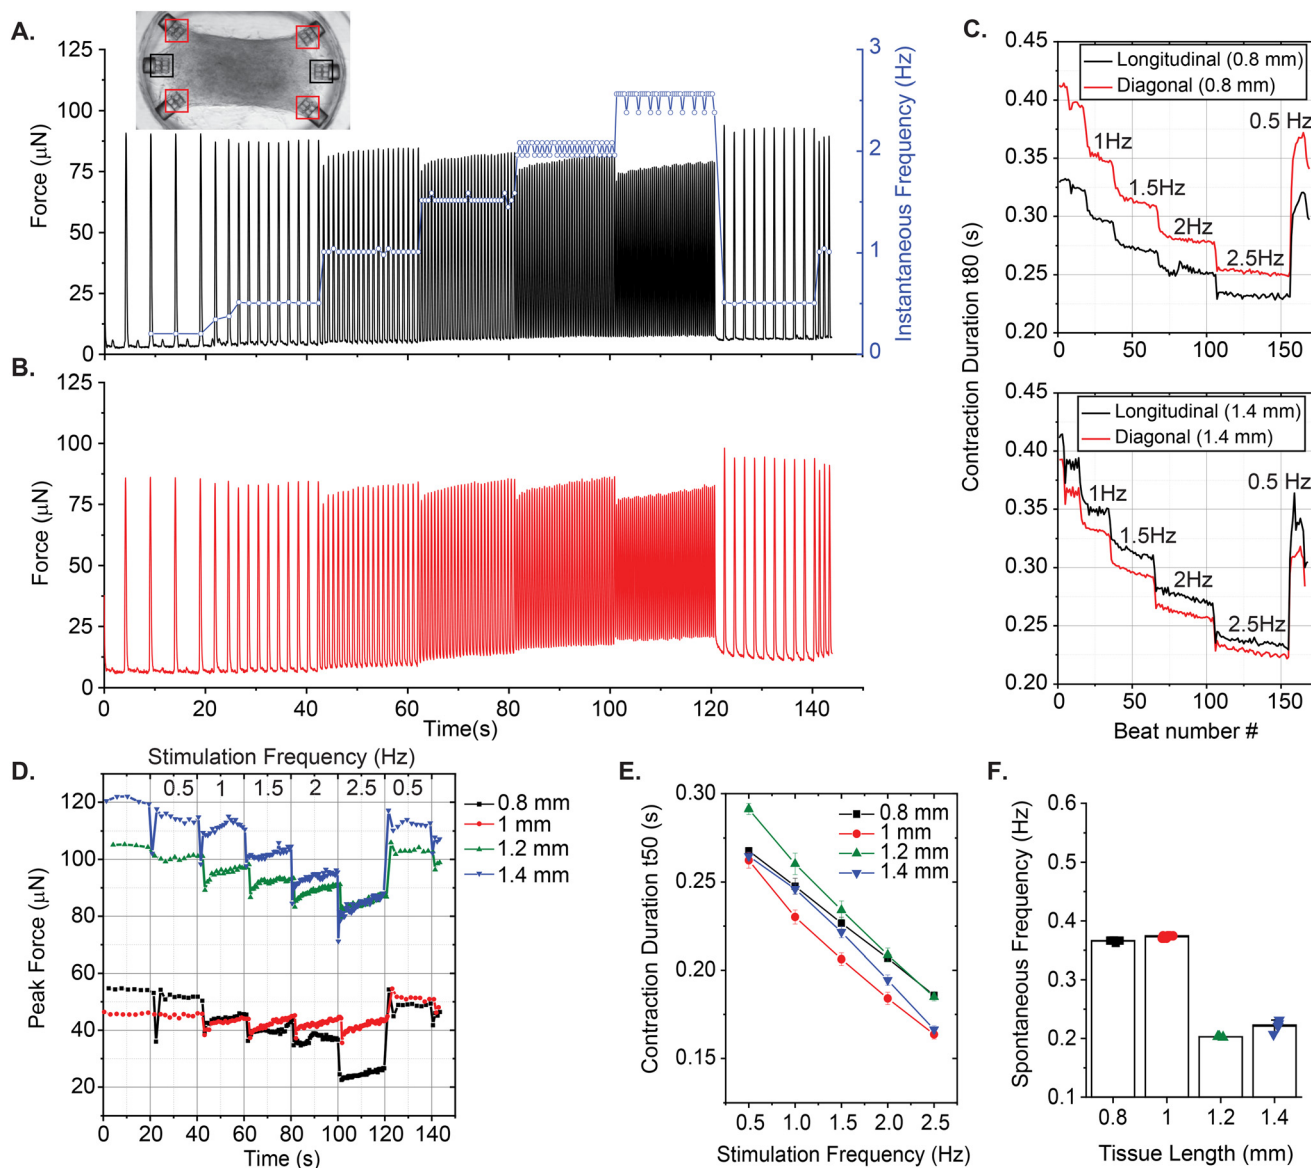 A.
Force (µN)
125
100
75
50
25
0
3
2
1
0
Instantaneous Frequency (Hz)
B.
Force (µN)
125
100
75
50
25
0
0 20 40 60 80 100 120 140
Time(s)
C.
Contraction Duration t80 (s)
0.45
0.40
0.35
0.30
0.25
0.20
Longitudinal (0.8 mm)
Diagonal (0.8 mm)
1Hz
1.5Hz
2Hz
2.5Hz
0.5 Hz
0 50 100 150
0.45
0.40
0.35
0.30
0.25
0.20
Longitudinal (1.4 mm)
Diagonal (1.4 mm)
1Hz
1.5Hz
2Hz
2.5Hz
0.5 Hz
0 50 100 150
Beat number #
D.
Stimulation Frequency (Hz)
0.5 1 1.5 2 2.5 0.5
Peak Force (µN)
120
100
80
60
40
20
0 20 40 60 80 100 120 140
Time (s)
0.8 mm
1 mm
1.2 mm
1.4 mm
E.
Contraction Duration t50 (s)
0.30
0.25
0.20
0.15
0.8 mm
1 mm
1.2 mm
1.4 mm
0.5 1.0 1.5 2.0 2.5
Stimulation Frequency (Hz)
F.
Spontaneous Frequency (Hz)
0.6
0.5
0.4
0.3
0.2
0.1
0.8 1 1.2 1.4
Tissue Length (mm)